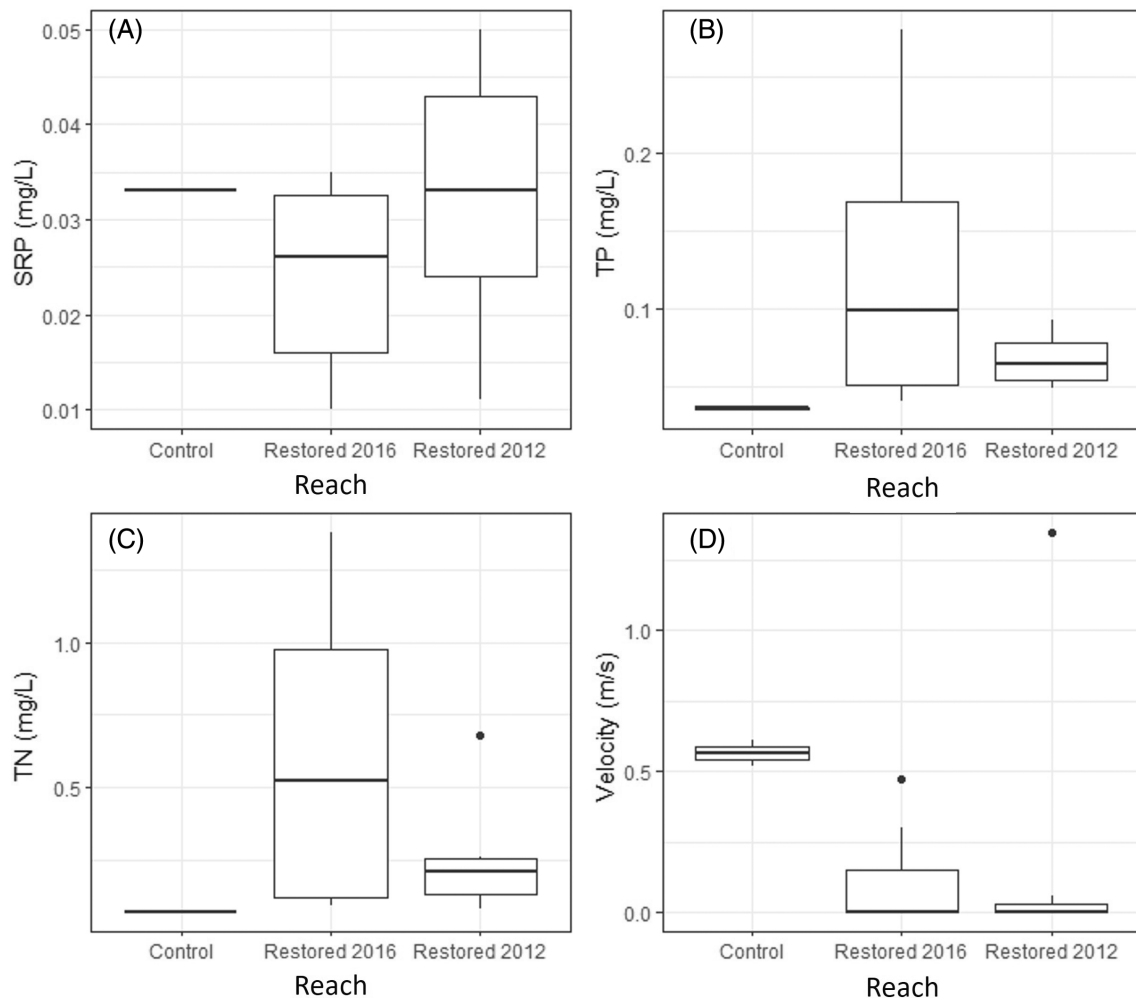 (A)
SRP (mg/L)
0.05
0.04
0.03
0.02
0.01
Control Restored 2016 Restored 2012
Reach
(B)
TP (mg/L)
0.2
0.1
Control Restored 2016 Restored 2012
Reach
(C)
TN (mg/L)
1.0
0.5
Control Restored 2016 Restored 2012
Reach
(D)
Velocity (m/s)
1.0
0.5
0.0
Control Restored 2016 Restored 2012
Reach